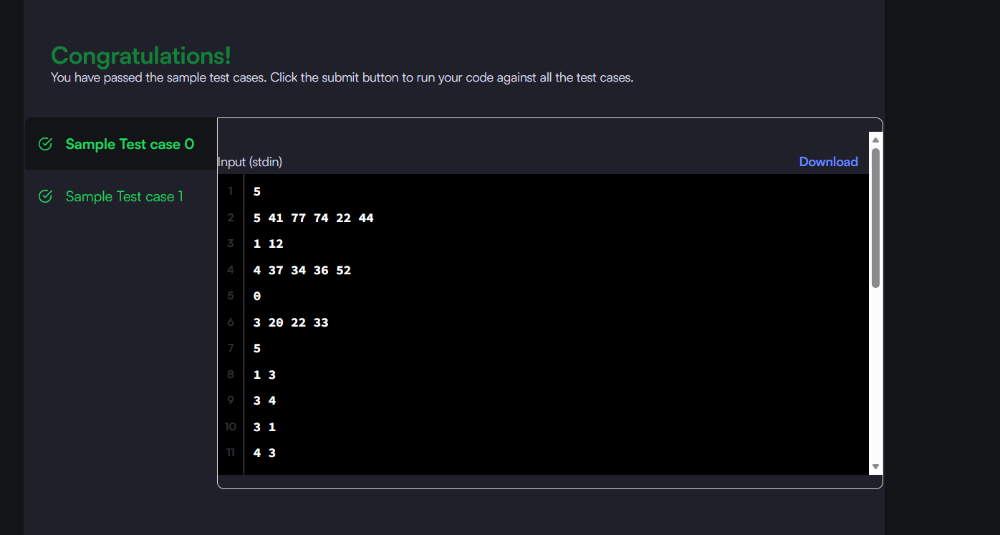 Congratulations!
You have passed the sample test cases. Click the submit button to run your code against all the test cases.
Sample Test case 0
Sample Test case 1
Input (stdin)
Download
1 5
2 5 41 77 74 22 44
3 1 12
4 4 37 34 36 52
5 0
6 3 20 22 33
7 5
8 1 3
9 3 4
10 3 1
11 4 3